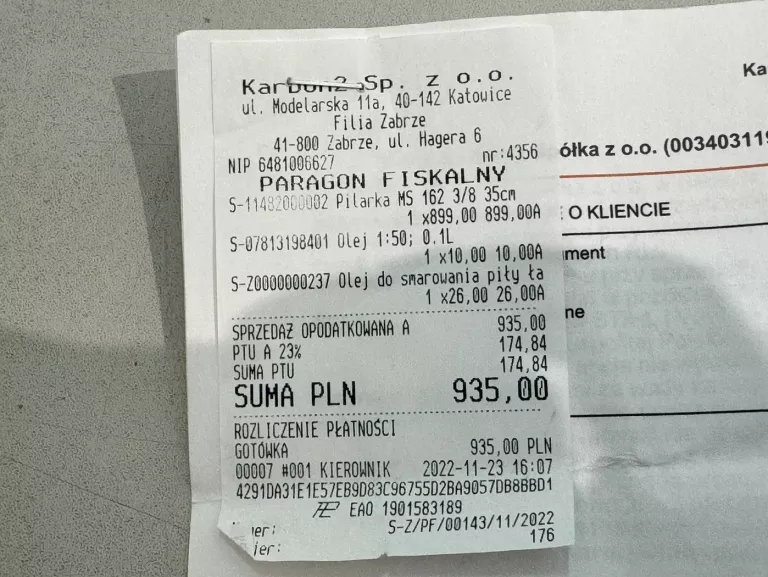 Karbon2 Sp. z o.o.
ul. Modelarska 11a, 40-142 Katowice
Filia Zabrze
41-800 Zabrze, ul. Hagera 6
NIP 6481006627 nr:4356
PARAGON FISKALNY
S-11482000002 Pilarka MS 162 3/8 35cm
1 x899,00 899,00A
S-07813198401 Olej 1:50; 0.1L
1 x10,00 10,00A
S-Z0000000237 Olej do smarowania piły ła
1 x26,00 26,00A
SPRZEDAŻ OPODATKOWANA A 935,00
PTU A 23% 174,84
SUMA PTU 174,84
SUMA PLN 935,00
ROZLICZENIE PŁATNOŚCI
GOTÓWKA 935,00 PLN
00007 #001 KIEROWNIK 2022-11-23 16:07
4291DA31E1E57EB9D83C96755D2BA9057DB8BBD1
EAO 1901583189
ier: S-Z/PF/00143/11/2022
ier: 176
Ka
ółka z o.o. (003403119
O KLIENCIE
ment
ne